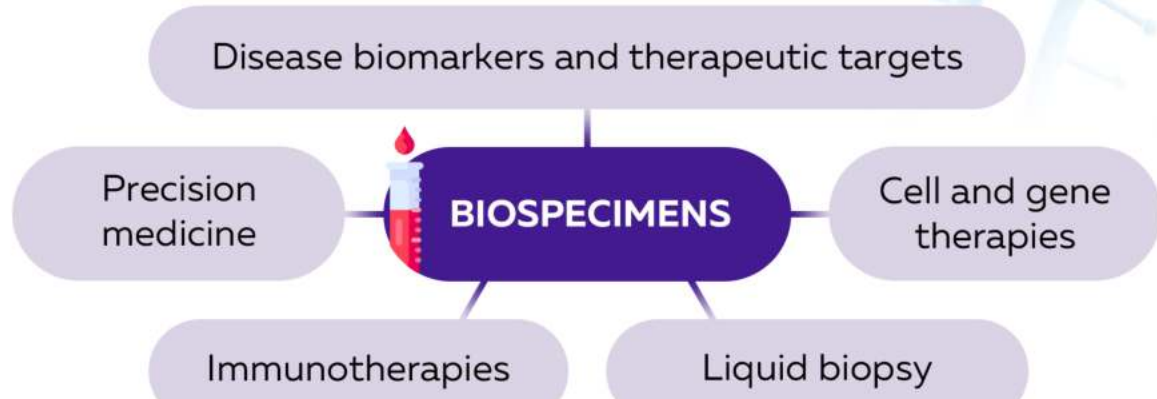 Disease biomarkers and therapeutic targets
Precision
medicine
BIOSPECIMENS
Cell and gene
therapies
Immunotherapies
Liquid biopsy